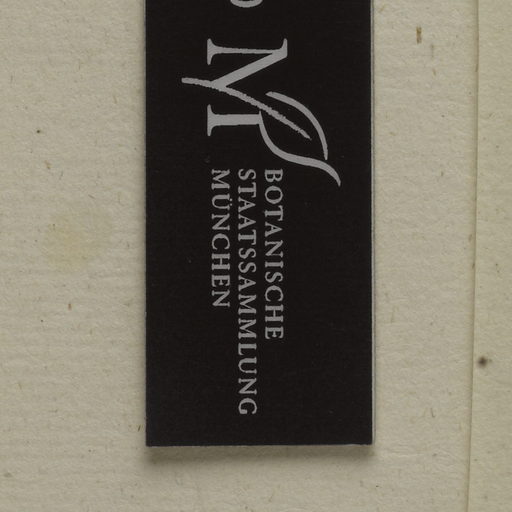 M
BOTANISCHE
STAATSSAMMLUNG
MÜNCHEN